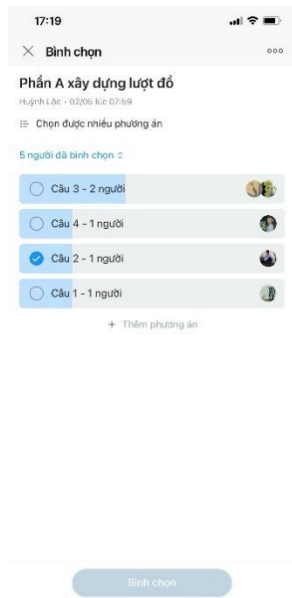 17:19
Bình chọn
Phần A xây dựng lượt đồ
Huỳnh Lộc - 02/05 lúc 07:59
Chọn được nhiều phương án
5 người đã bình chọn
Câu 3 - 2 người
Câu 4 - 1 người
Câu 2 - 1 người
Câu 1 - 1 người
+ Thêm phương án
Bình chọn